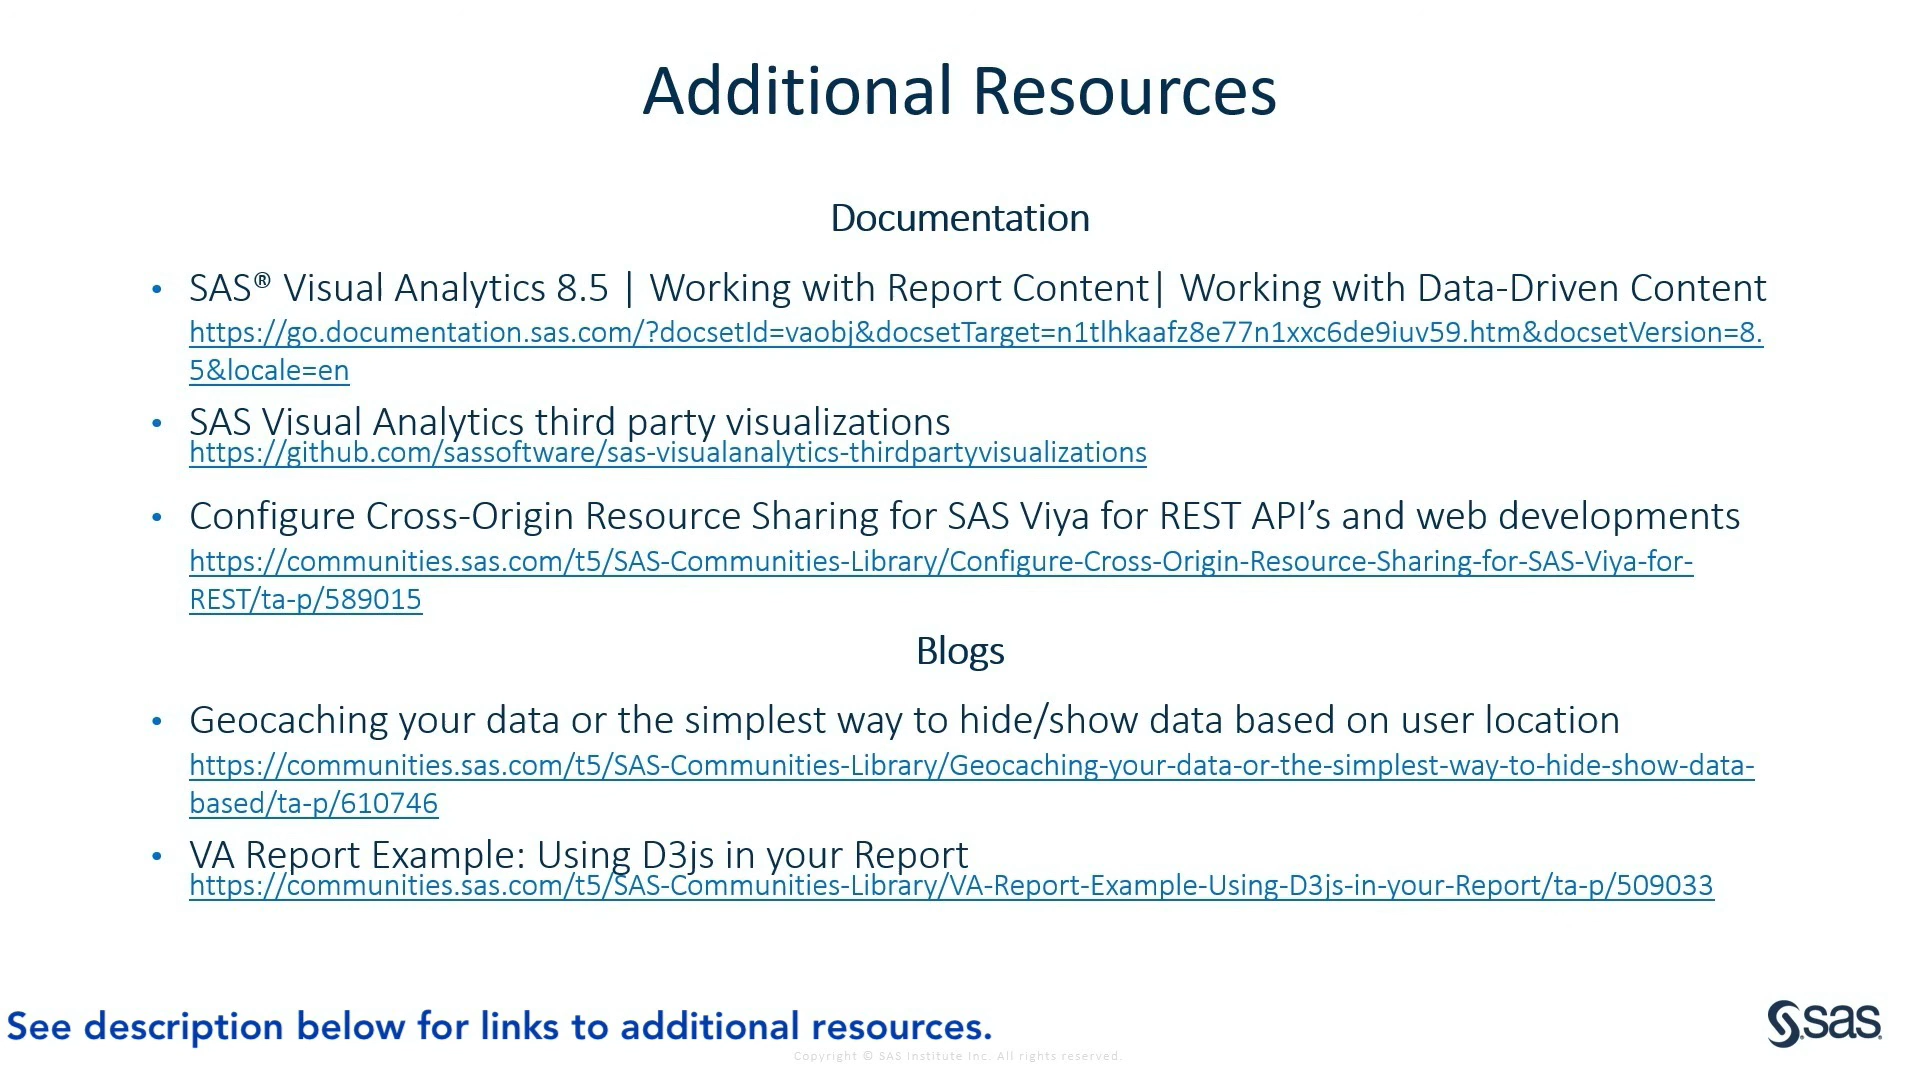 Additional Resources
Documentation
• SAS® Visual Analytics 8.5 | Working with Report Content| Working with Data-Driven Content
https://go.documentation.sas.com/?docsetId=vaobj&docsetTarget=n1tlhkaafz8e77n1xxc6de9iuv59.htm&docsetVersion=8.
5&locale=en
• SAS Visual Analytics third party visualizations
https://github.com/sassoftware/sas-visualanalytics-thirdpartyvisualizations
• Configure Cross-Origin Resource Sharing for SAS Viya for REST API’s and web developments
https://communities.sas.com/t5/SAS-Communities-Library/Configure-Cross-Origin-Resource-Sharing-for-SAS-Viya-for-
REST/ta-p/589015
Blogs
• Geocaching your data or the simplest way to hide/show data based on user location
https://communities.sas.com/t5/SAS-Communities-Library/Geocaching-your-data-or-the-simplest-way-to-hide-show-data-
based/ta-p/610746
• VA Report Example: Using D3js in your Report
https://communities.sas.com/t5/SAS-Communities-Library/VA-Report-Example-Using-D3js-in-your-Report/ta-p/509033
See description below for links to additional resources.
sas
Copyright © SAS Institute Inc. All rights reserved.